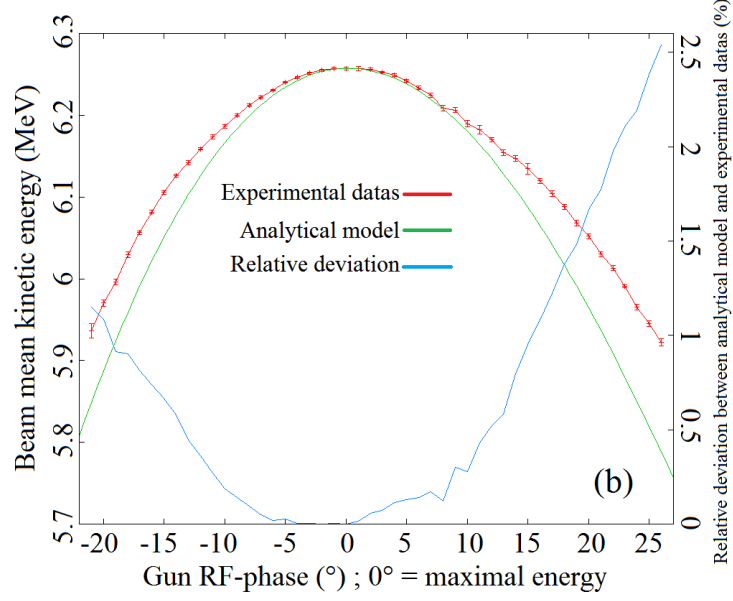 6.3
6.2
6.1
6
5.9
5.8
5.7
Beam mean kinetic energy (MeV)
Experimental datas
Analytical model
Relative deviation
(b)
2.5
2
1.5
1
0.5
0
Relative deviation between analytical model and experimental datas (%)
-20 -15 -10 -5 0 5 10 15 20 25
Gun RF-phase (°) ; 0° = maximal energy